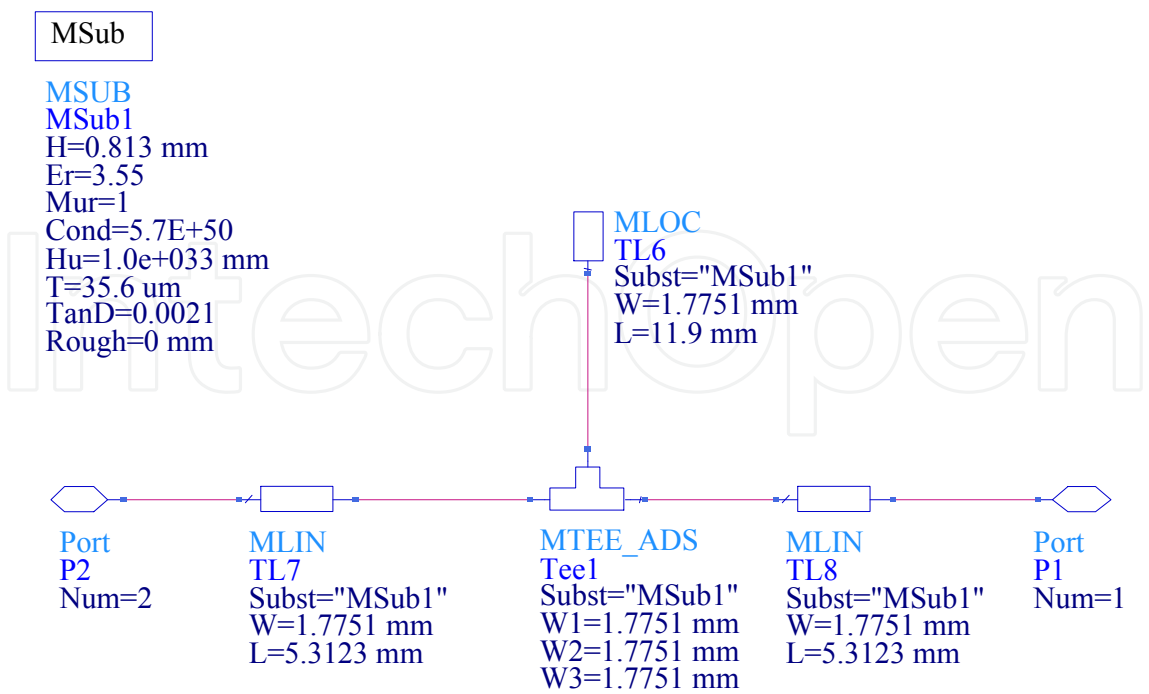 MSub
MSUB
MSub1
H=0.813 mm
Er=3.55
Mur=1
Cond=5.7E+50
Hu=1.0e+033 mm
T=35.6 um
TanD=0.0021
Rough=0 mm
IntechOpen
MLOC
TL6
Subst="MSub1"
W=1.7751 mm
L=11.9 mm
Port
P2
Num=2
MLIN
TL7
Subst="MSub1"
W=1.7751 mm
L=5.3123 mm
MTEE_ADS
Tee1
Subst="MSub1"
W1=1.7751 mm
W2=1.7751 mm
W3=1.7751 mm
MLIN
TL8
Subst="MSub1"
W=1.7751 mm
L=5.3123 mm
Port
P1
Num=1